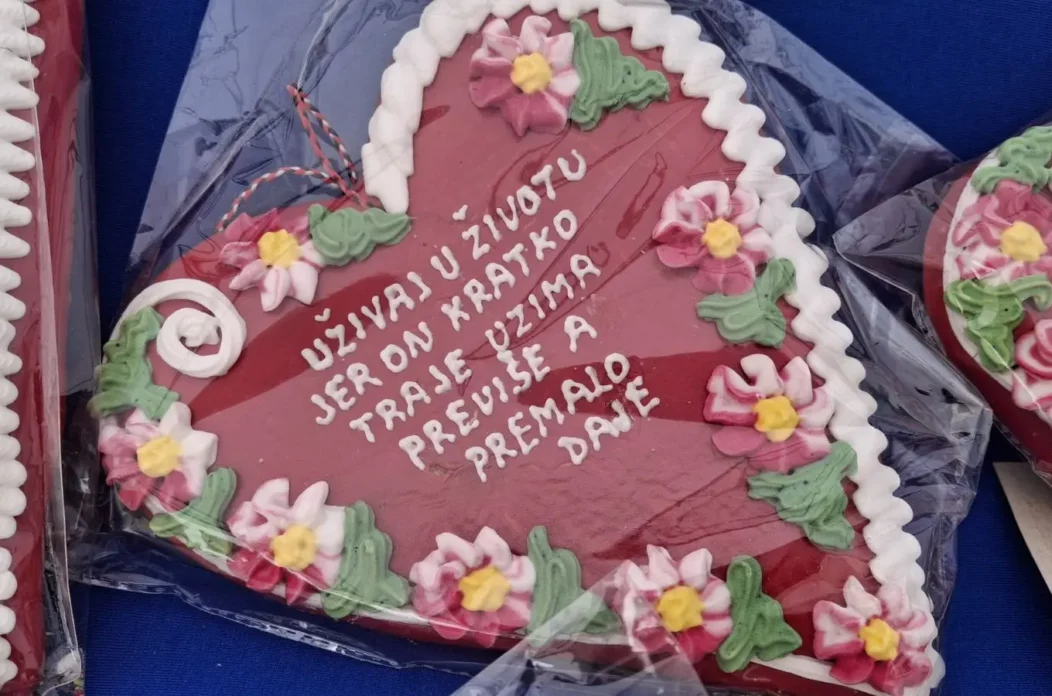 UŽIVAJ U ŽIVOTU
JER ON KRATKO
TRAJE UZIMA
PREVIŠE A
PREMALO
DAJE